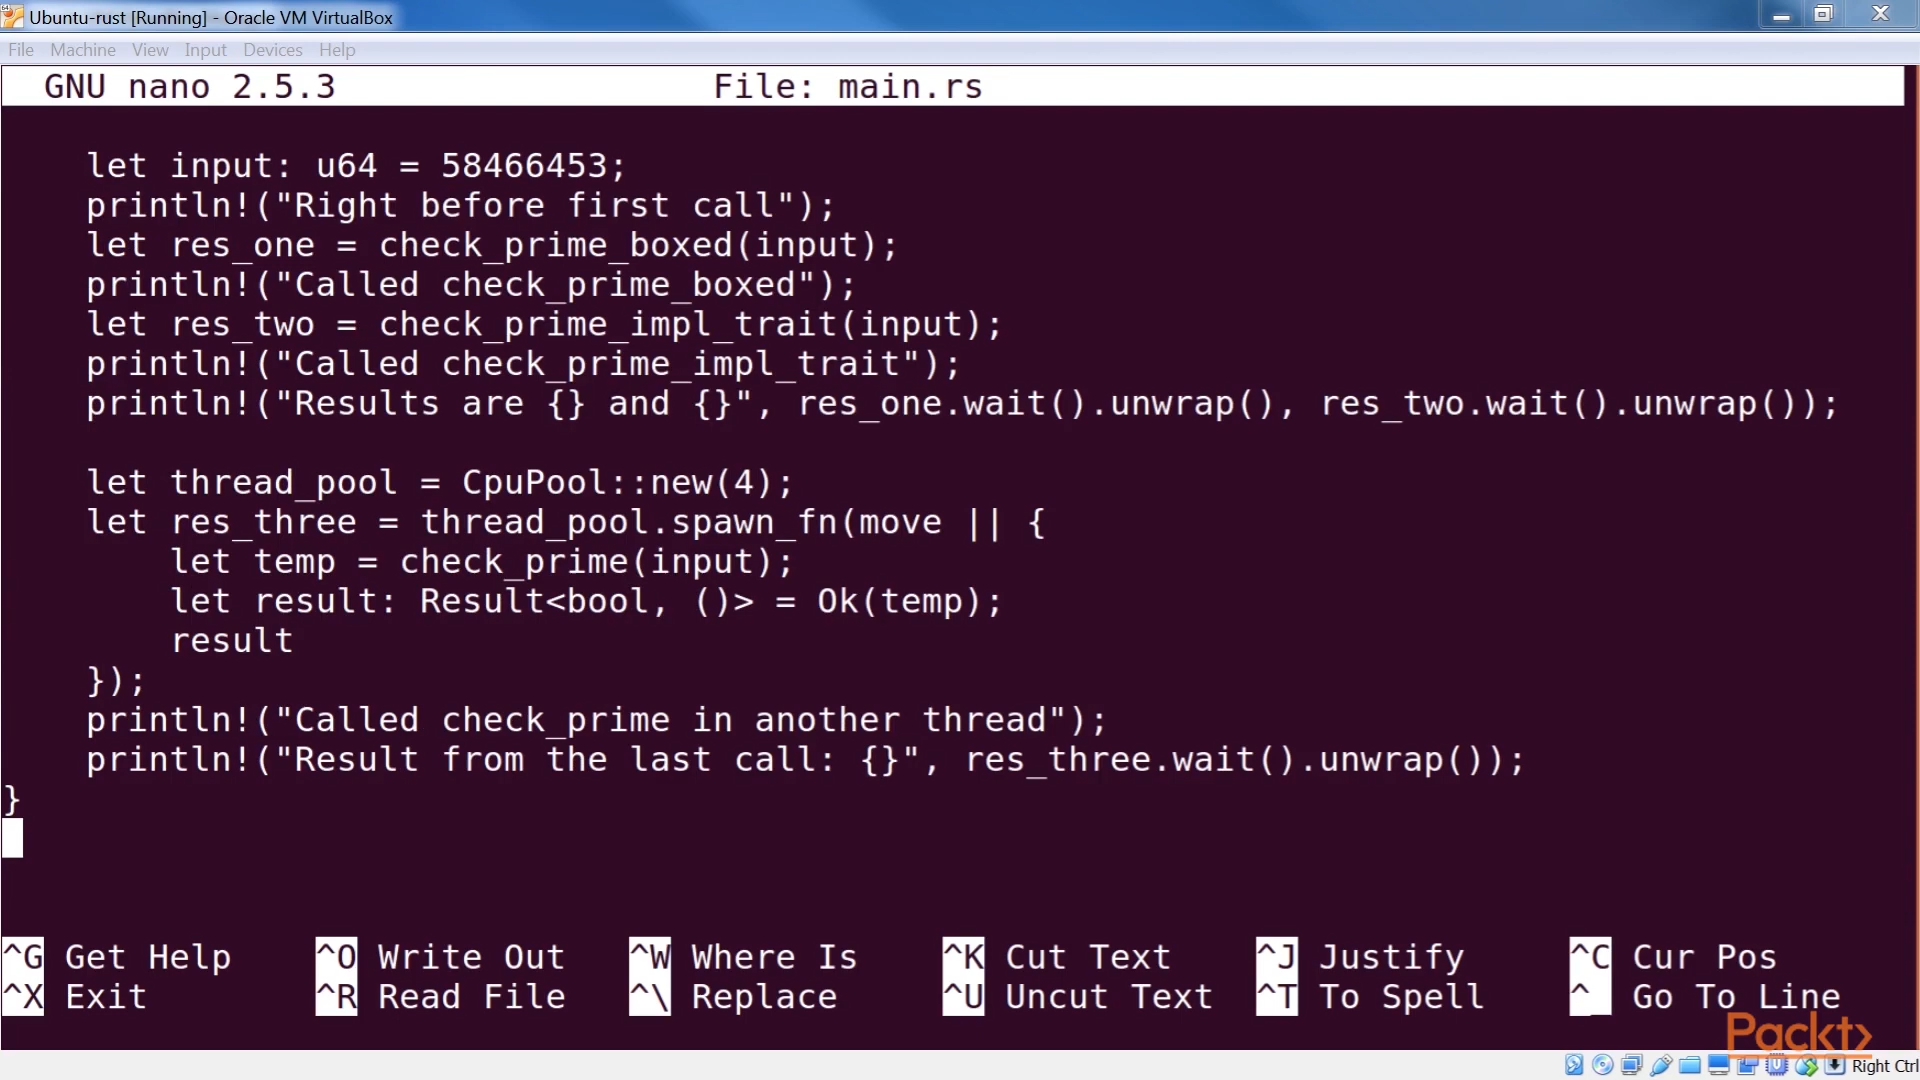 Ubuntu-rust [Running] - Oracle VM VirtualBox
File Machine View Input Devices Help
GNU nano 2.5.3 File: main.rs
let input: u64 = 58466453;
println!("Right before first call");
let res_one = check_prime_boxed(input);
println!("Called check_prime_boxed");
let res_two = check_prime_impl_trait(input);
println!("Called check_prime_impl_trait");
println!("Results are {} and {}", res_one.wait().unwrap(), res_two.wait().unwrap());
let thread_pool = CpuPool::new(4);
let res_three = thread_pool.spawn_fn(move || {
let temp = check_prime(input);
let result: Result<bool, ()> = Ok(temp);
result
});
println!("Called check_prime in another thread");
println!("Result from the last call: {}", res_three.wait().unwrap());
}
^G Get Help ^O Write Out ^W Where Is ^K Cut Text ^J Justify ^C Cur Pos
^X Exit ^R Read File ^\ Replace ^U Uncut Text ^T To Spell ^_ Go To Line
Packt>
Right Ctrl